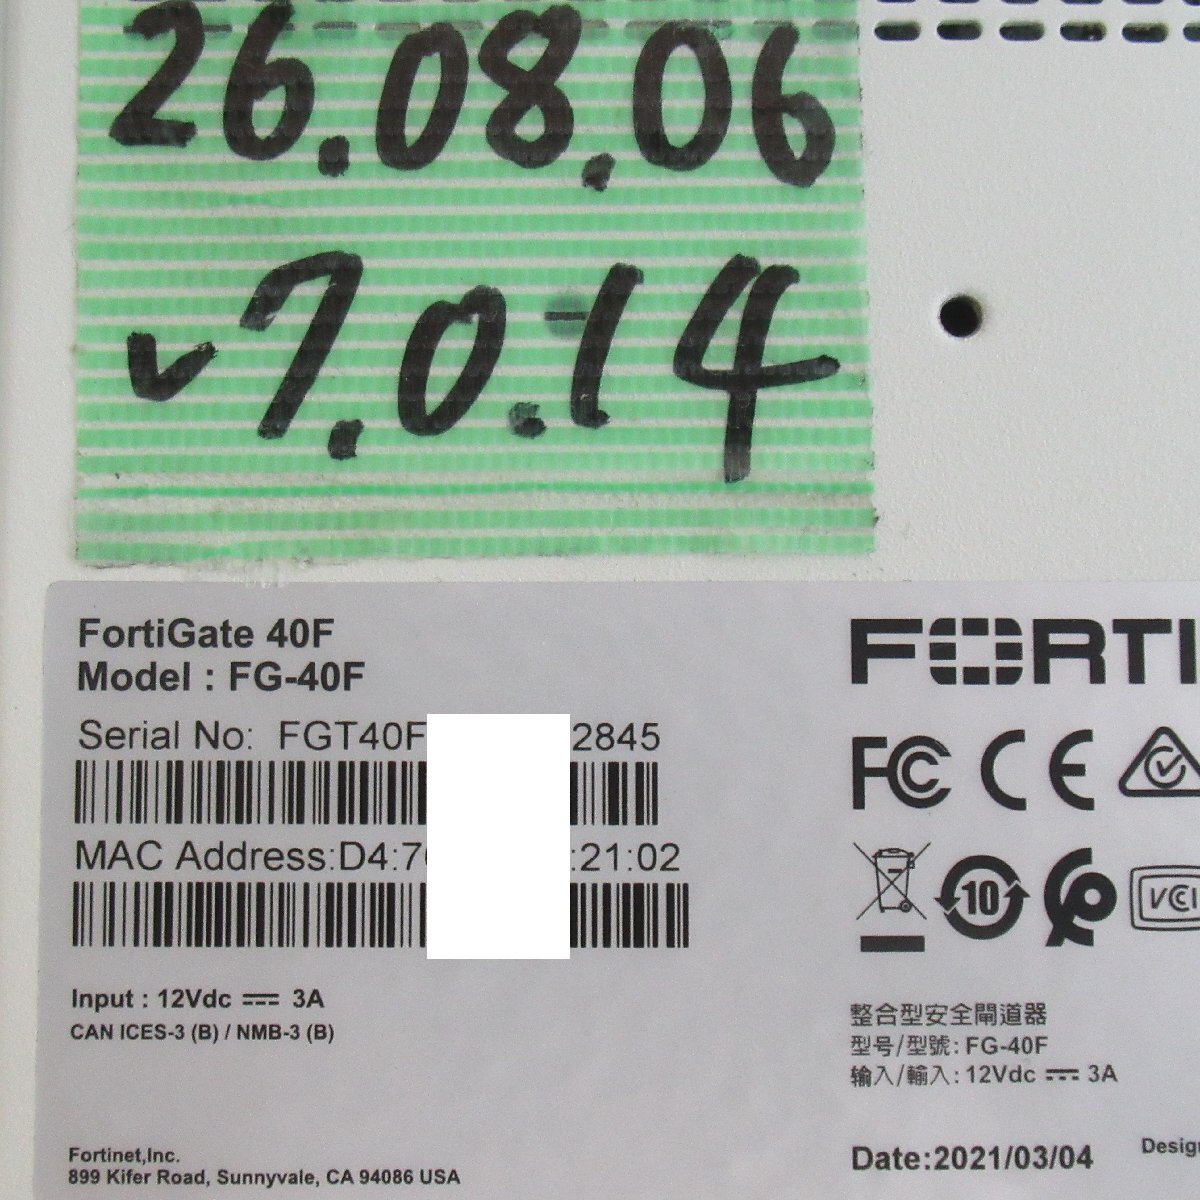 26.08.06
v7.0.14
FortiGate 40F
Model : FG-40F
Serial No: FGT40F 2845
MAC Address:D4:7 :21:02
Input : 12Vdc ⎓ 3A
CAN ICES-3 (B) / NMB-3 (B)
Fortinet,Inc.
899 Kifer Road, Sunnyvale, CA 94086 USA
FORTI
FC CE
10
VCI
整合型安全閘道器
型号/型號: FG-40F
输入/輸入: 12Vdc ⎓ 3A
Date:2021/03/04
Desig